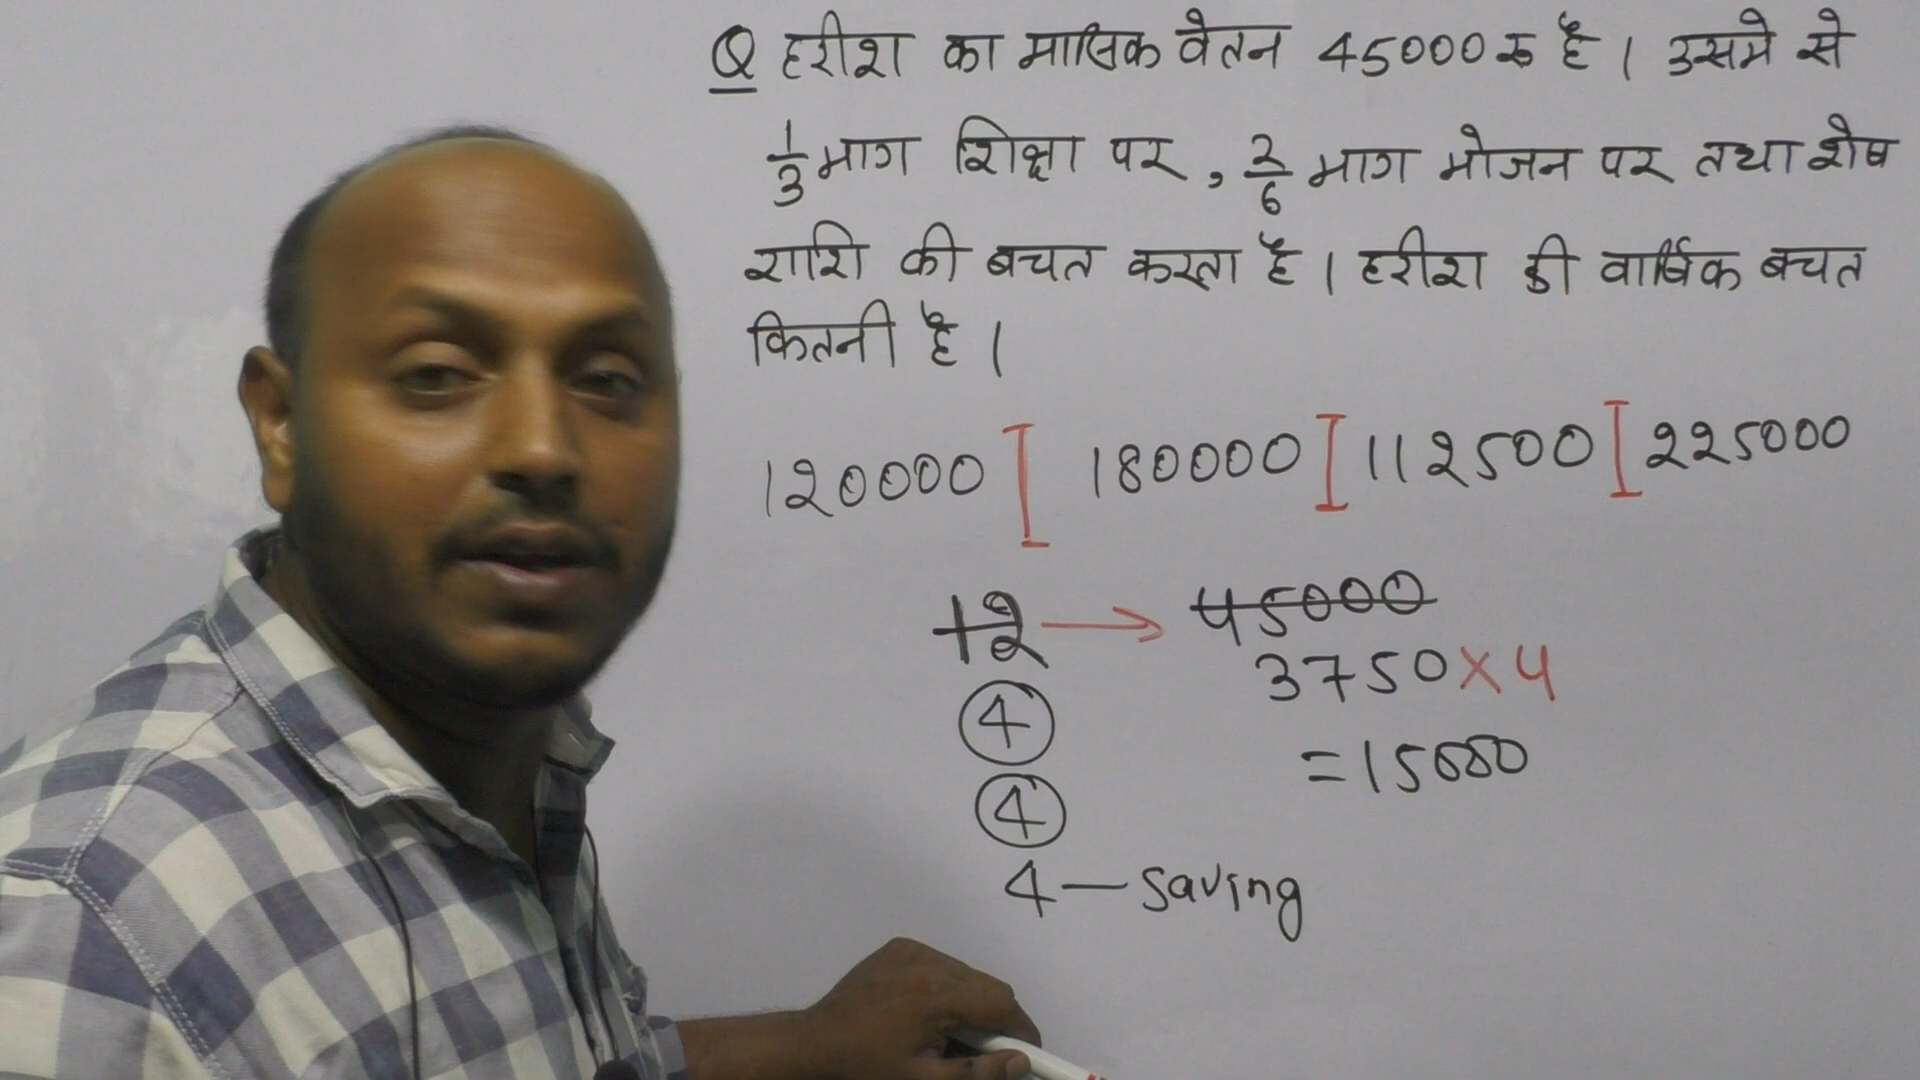 Q हरीश का मासिक वेतन 45000 रु है। उसमे से
1/3 भाग शिक्षा पर, 2/6 भाग भोजन पर तथा शेष
राशि की बचत करता है। हरीश की वार्षिक बचत
कितनी है।
120000 180000 112500 225000
12 → 45000
3750 × 4
4
= 15000
4
4 — saving